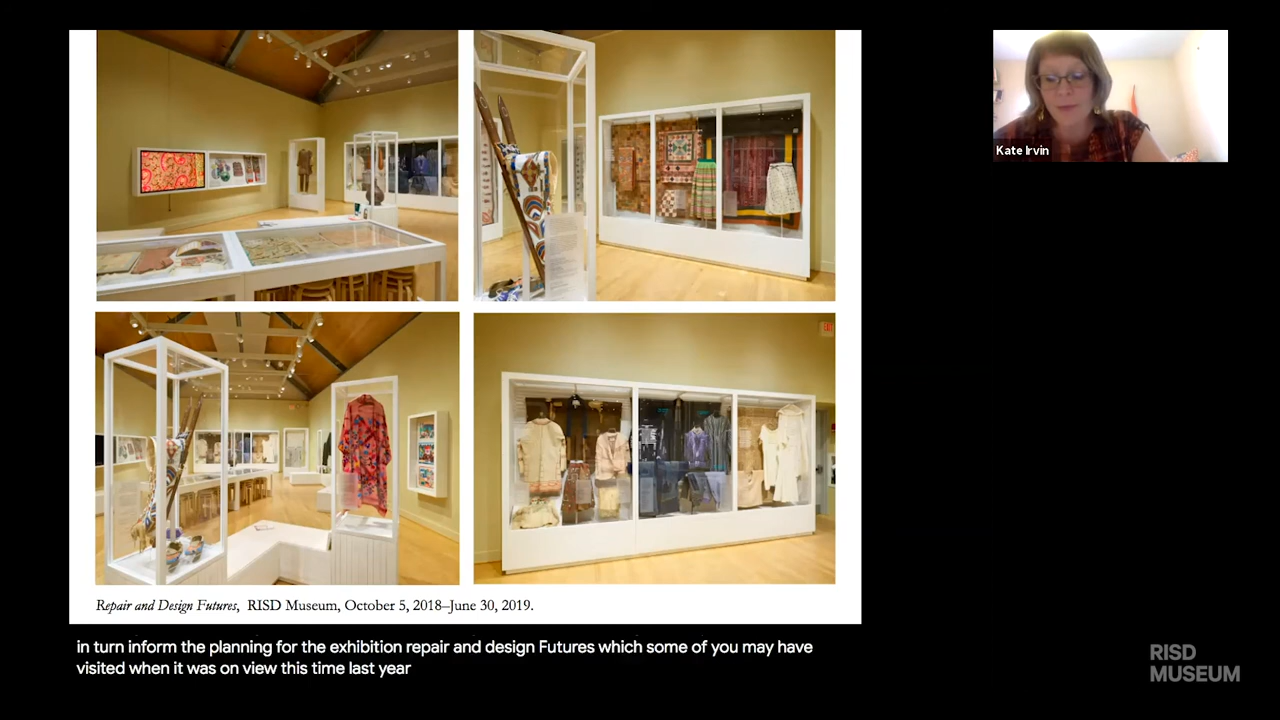 Kate Irvin
Repair and Design Futures, RISD Museum, October 5, 2018–June 30, 2019.
in turn inform the planning for the exhibition repair and design Futures which some of you may have
visited when it was on view this time last year
RISD
MUSEUM